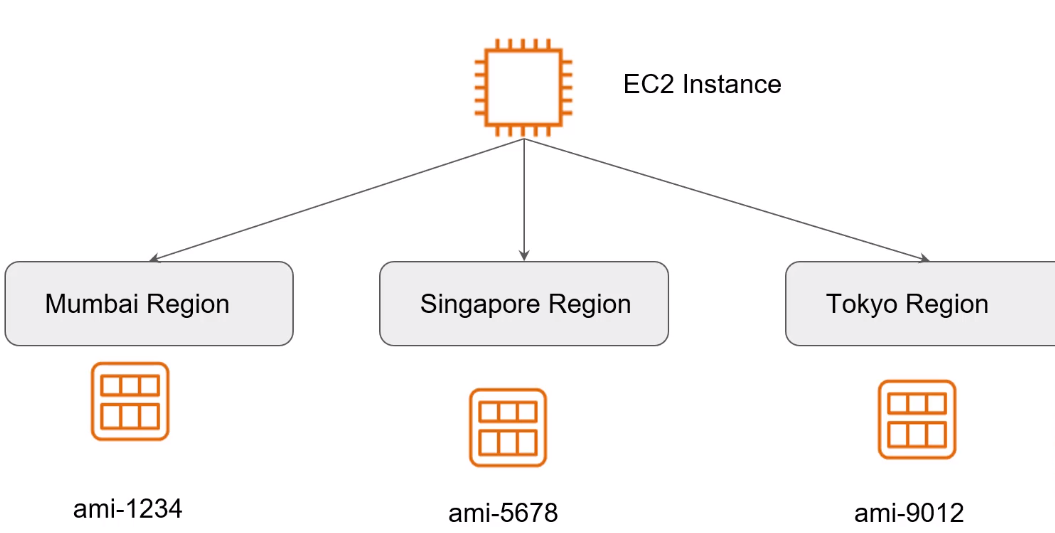 EC2 Instance
Mumbai Region
Singapore Region
Tokyo Region
ami-1234
ami-5678
ami-9012